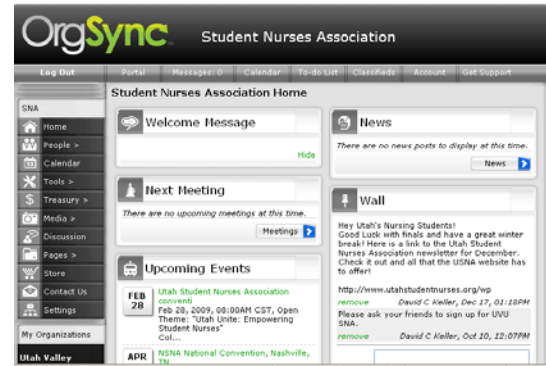 OrgSync
Student Nurses Association
Log Out
Portal
Messages: 0
Calendar
To-do List
Classifieds
Account
Get Support
Student Nurses Association Home
SNA
Home
People >
Calendar
Tools >
Treasury >
Media >
Discussion
Pages >
Store
Contact Us
Settings
My Organizations
Utah Valley
Welcome Message
Hide
Next Meeting
There are no upcoming meetings at this time.
Meetings
Upcoming Events
FEB
28
Utah Student Nurses Association
conventi
Feb 28, 2009, 08:00AM CST, Open
Theme: "Utah Unite: Empowering
Student Nurses"
Col...
APR
NSNA National Convention, Nashville,
TN
News
There are no news posts to display at this time.
News
Wall
Hey Utah's Nursing Students!
Good Luck with finals and have a great winter
break! Here is a link to the Utah Student
Nurses Association newsletter for December.
Check it out and all that the USNA website has
to offer!
http://www.utahstudentnurses.org/wp
remove David C Keller, Dec 17, 01:18PM
Please ask your friends to sign up for UVU
SNA.
remove David C Keller, Oct 10, 12:07PM